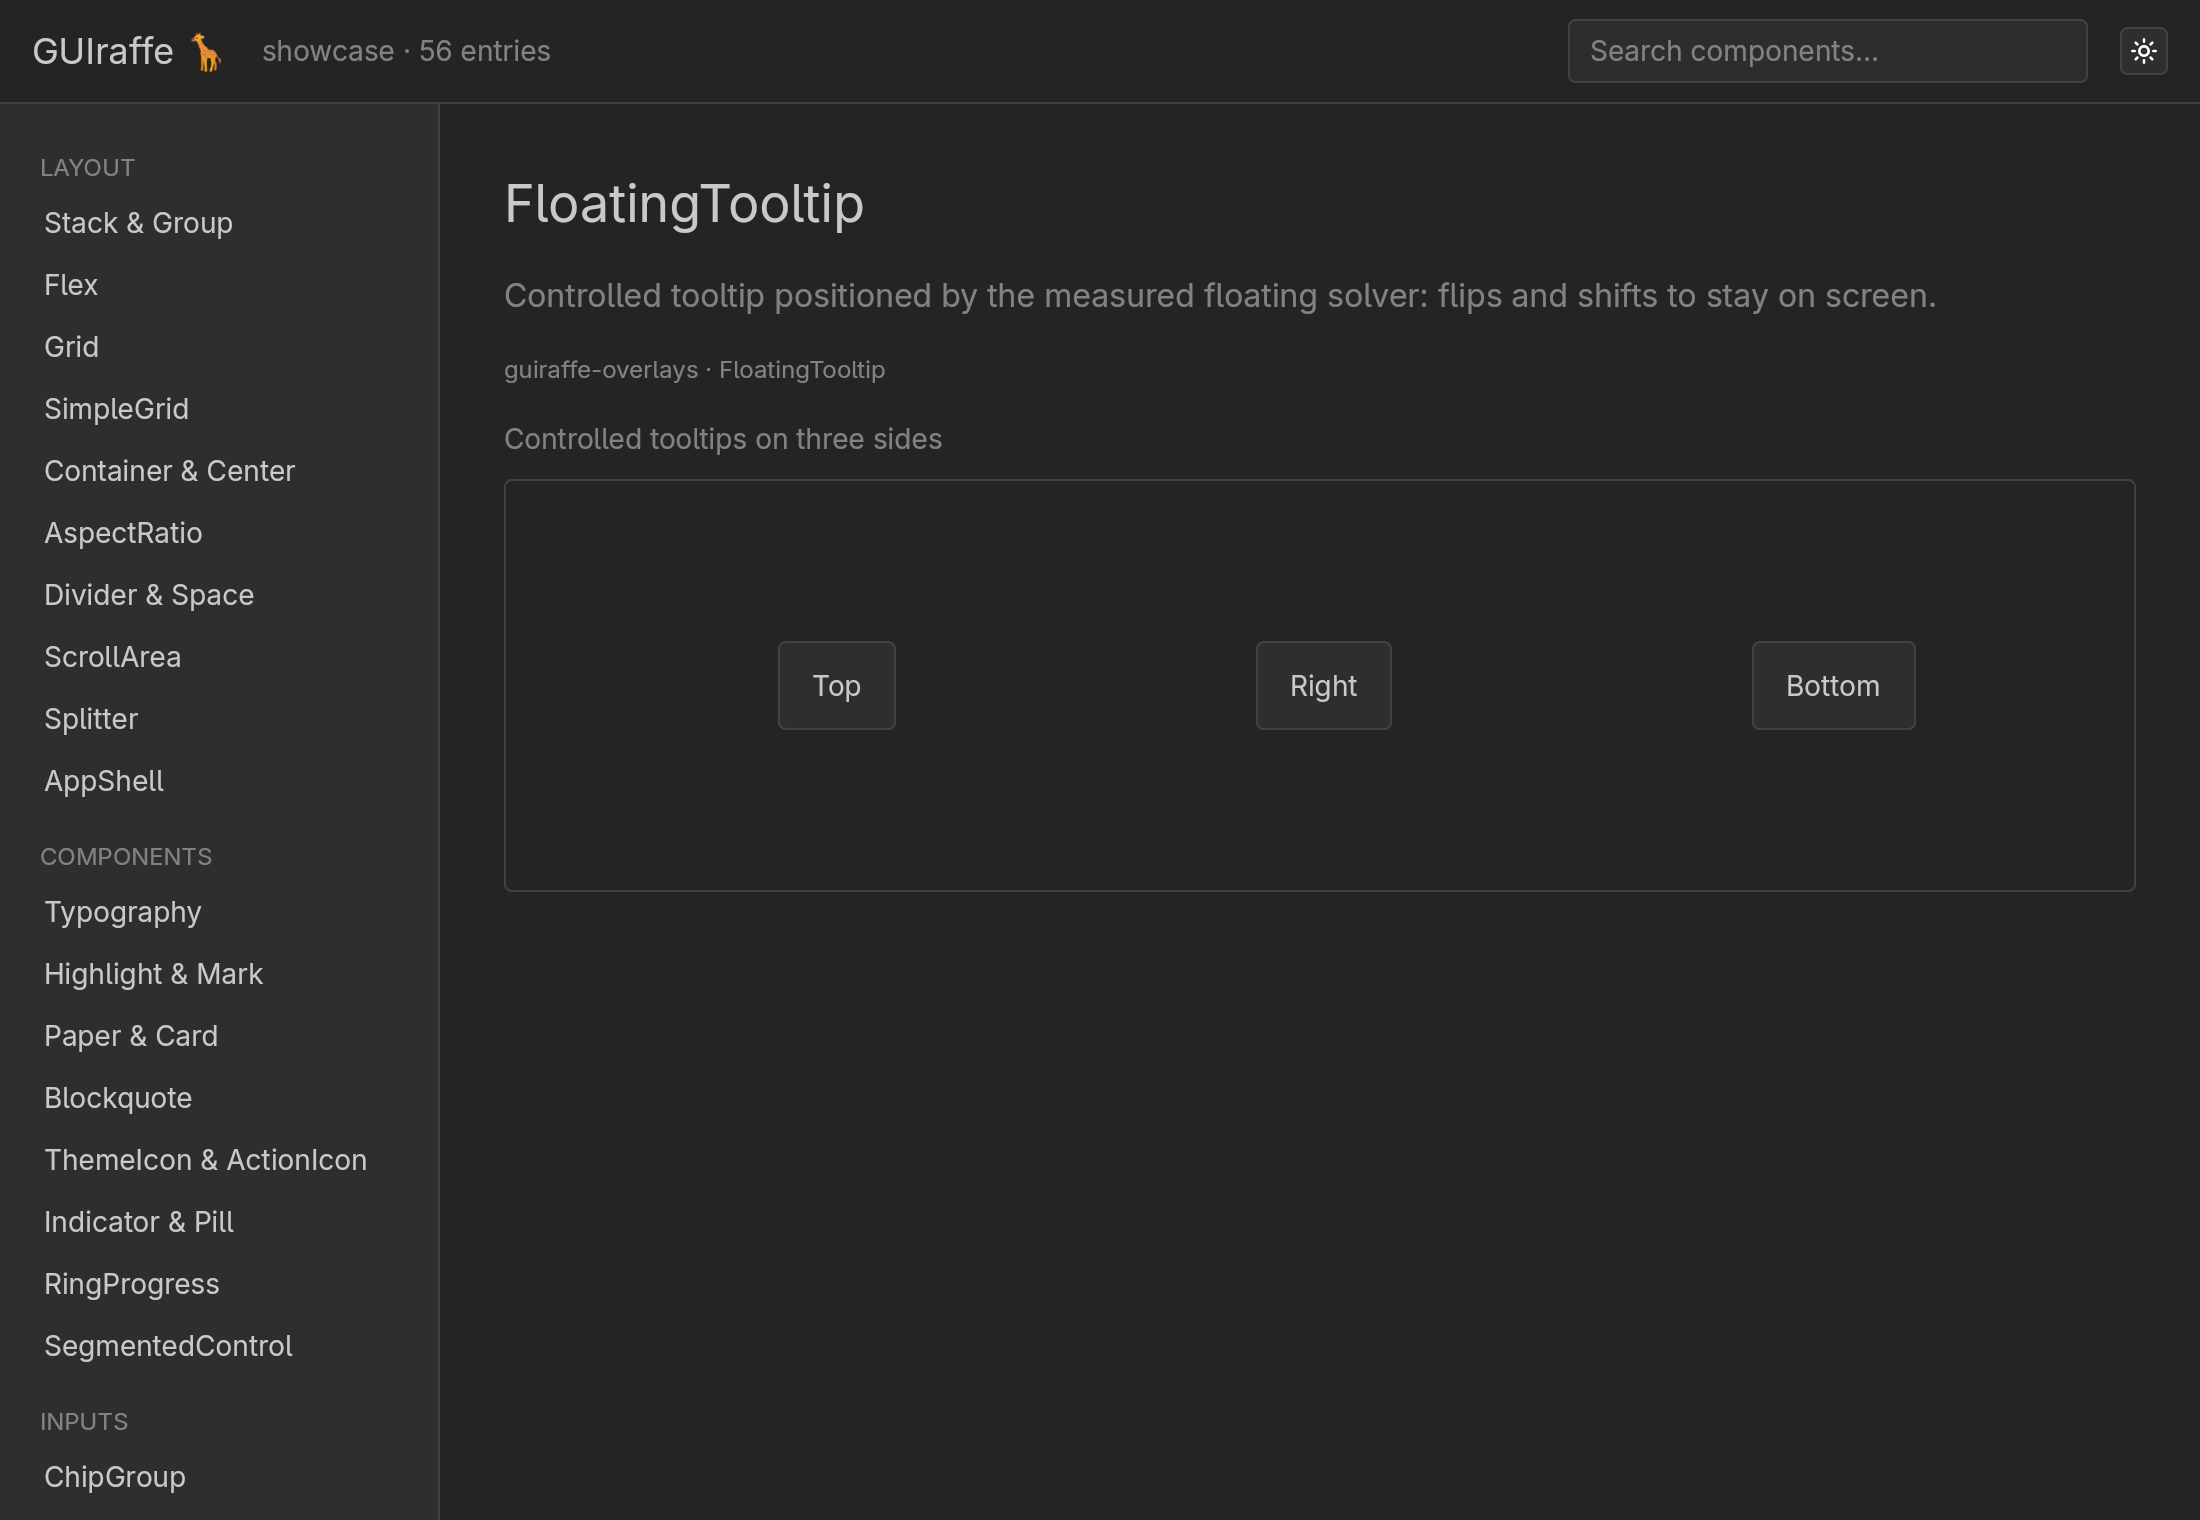 GUIraffe 🦒 showcase · 56 entries
Search components...
LAYOUT
Stack & Group
Flex
Grid
SimpleGrid
Container & Center
AspectRatio
Divider & Space
ScrollArea
Splitter
AppShell
COMPONENTS
Typography
Highlight & Mark
Paper & Card
Blockquote
ThemeIcon & ActionIcon
Indicator & Pill
RingProgress
SegmentedControl
INPUTS
ChipGroup
FloatingTooltip
Controlled tooltip positioned by the measured floating solver: flips and shifts to stay on screen.
guiraffe-overlays · FloatingTooltip
Controlled tooltips on three sides
Top
Right
Bottom